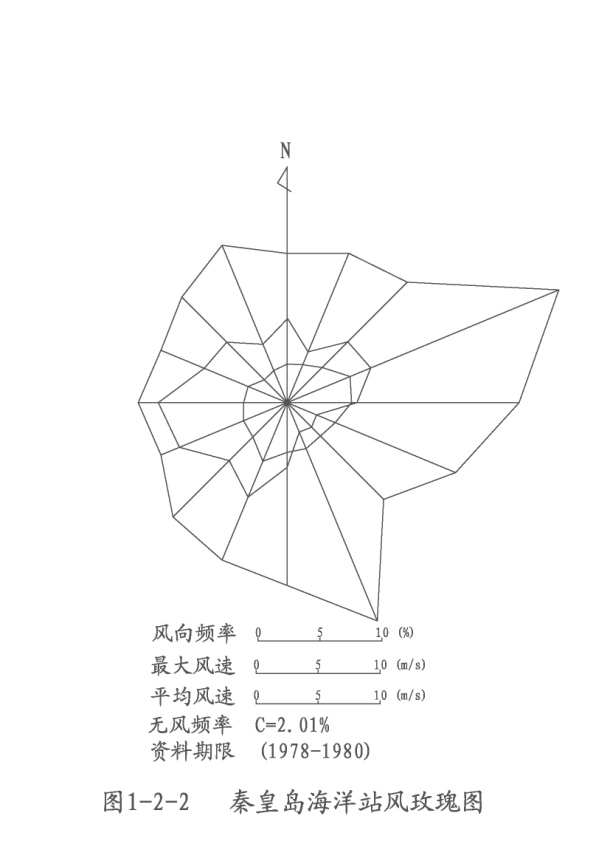 N
风向频率 0 5 10 (%)
最大风速 0 5 10 (m/s)
平均风速 0 5 10 (m/s)
无风频率 C=2.01%
资料期限 (1978-1980)
图1-2-2 秦皇岛海洋站风玫瑰图